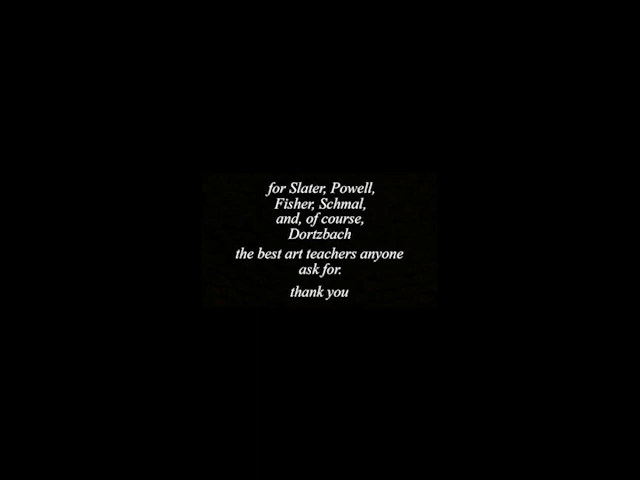 for Slater, Powell,
Fisher, Schmal,
and, of course,
Dortzbach
the best art teachers anyone
ask for.
thank you